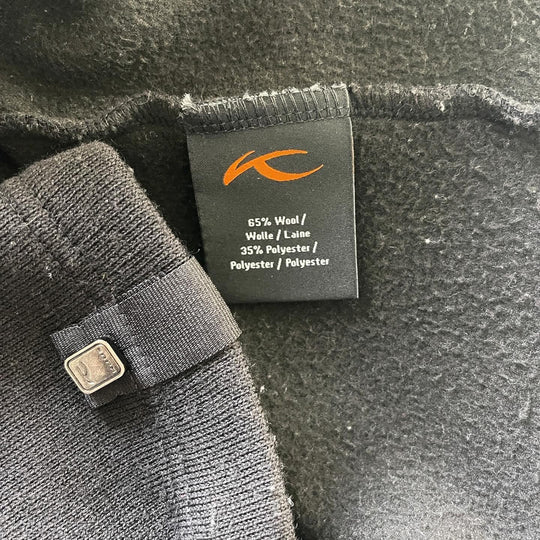 65% Wool /
Wolle / Laine
35% Polyester /
Polyester / Polyester